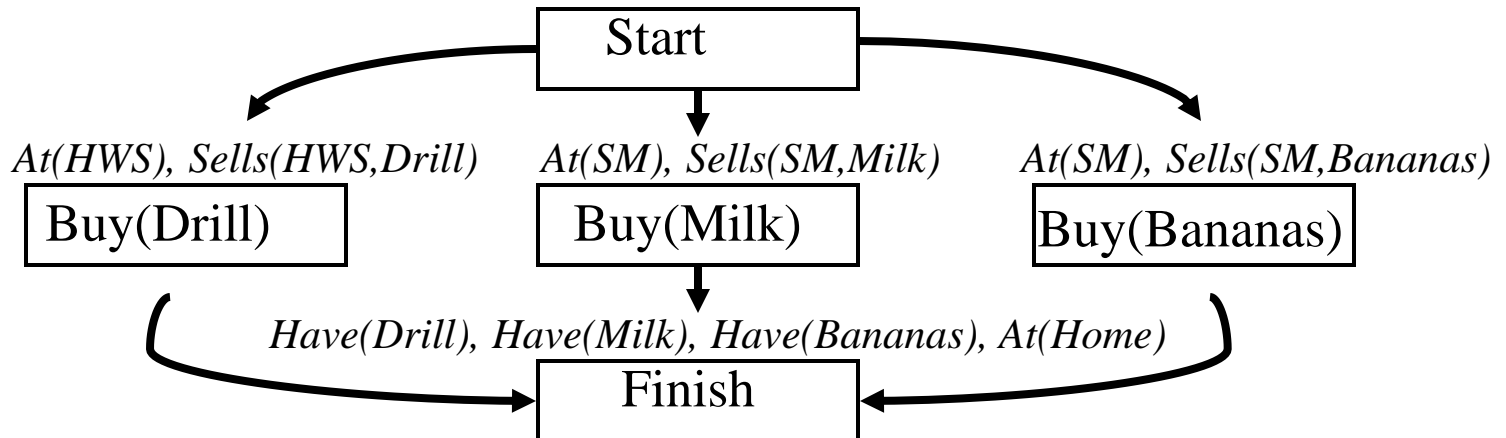 Start
At(HWS), Sells(HWS,Drill)
At(SM), Sells(SM,Milk)
At(SM), Sells(SM,Bananas)
Buy(Drill)
Buy(Milk)
Buy(Bananas)
Have(Drill), Have(Milk), Have(Bananas), At(Home)
Finish